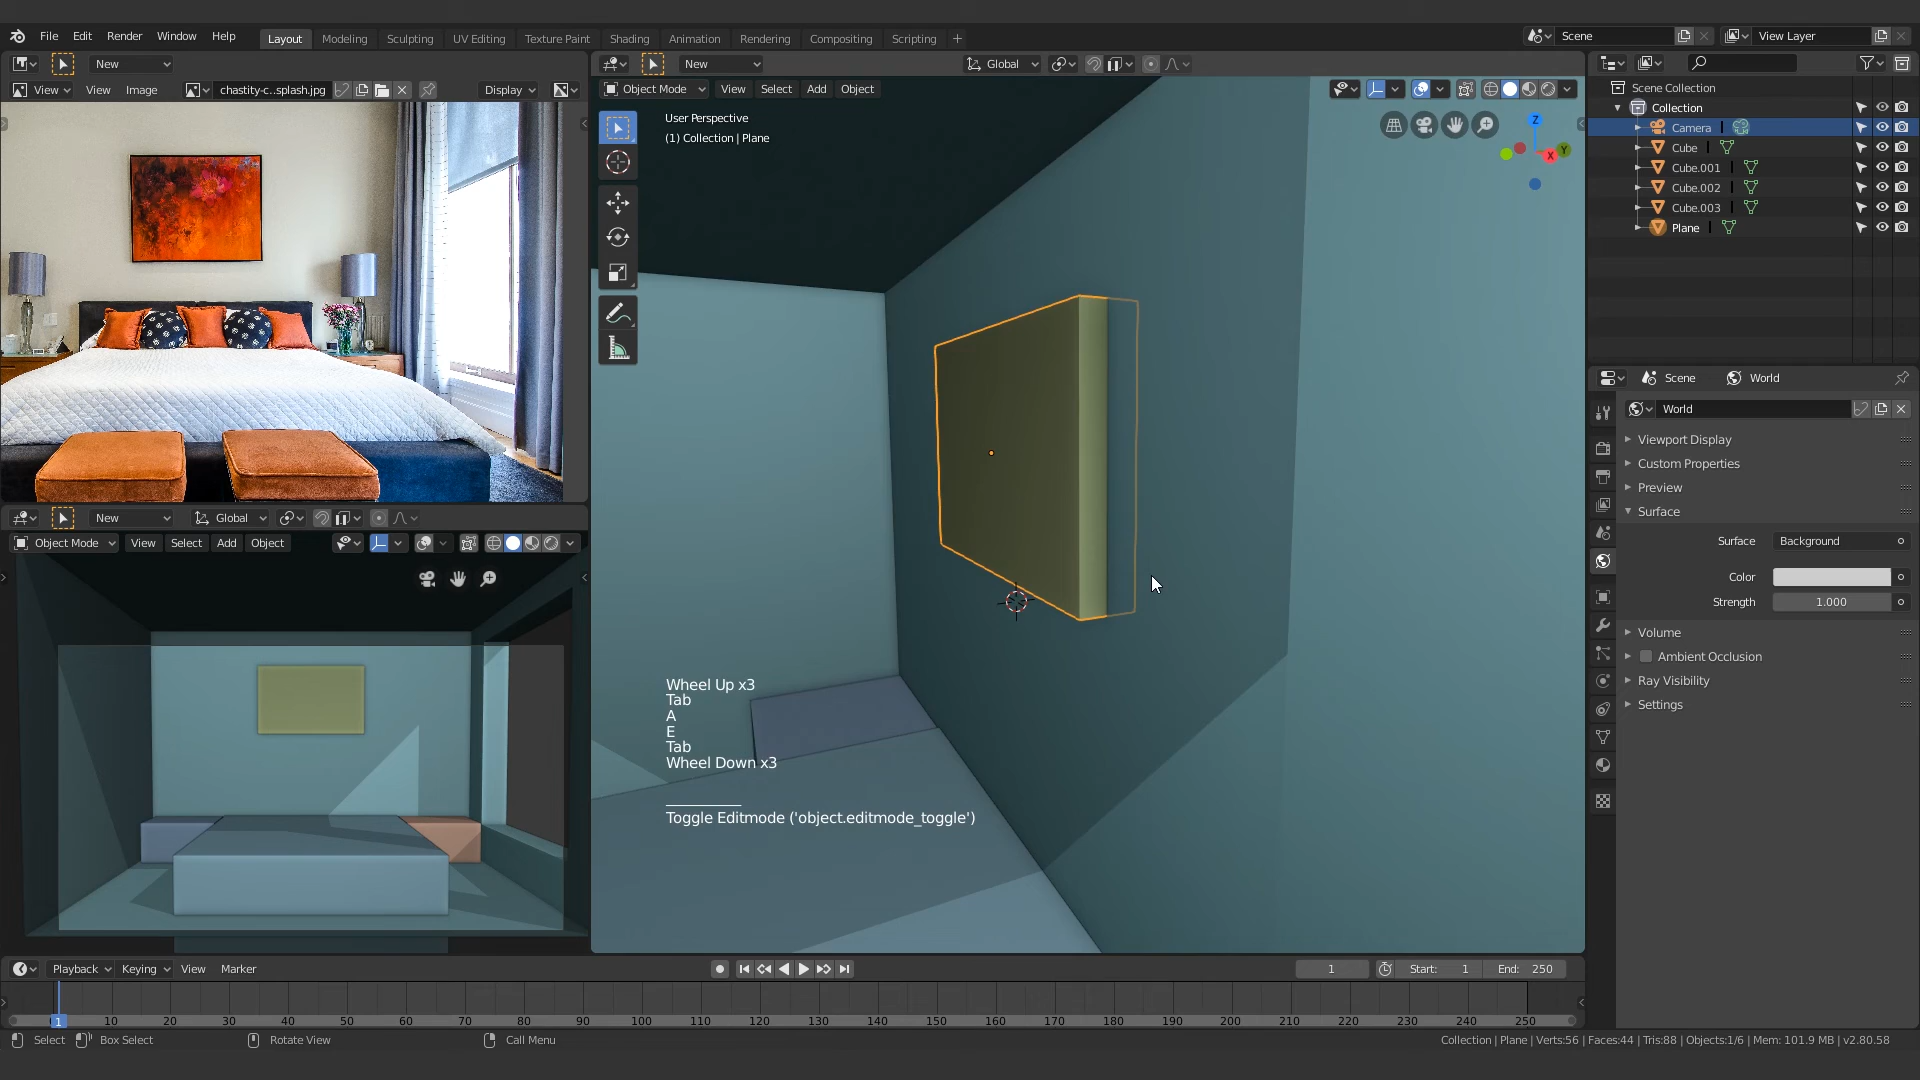 File Edit Render Window Help Layout Modeling Sculpting UV Editing Texture Paint Shading Animation Rendering Compositing Scripting + Scene View Layer
New New Global
View View Image chastity-c..splash.jpg Display Object Mode View Select Add Object
User Perspective
(1) Collection | Plane
Z
X
Y
Scene Collection
Collection
Camera
Cube
Cube.001
Cube.002
Cube.003
Plane
Scene World
World
Viewport Display
Custom Properties
Preview
Surface
Surface Background
Color
Strength 1.000
Volume
Ambient Occlusion
Ray Visibility
Settings
New Global
Object Mode View Select Add Object
Wheel Up x3
Tab
A
E
Tab
Wheel Down x3
Toggle Editmode ('object.editmode_toggle')
Playback Keying View Marker 1 Start: 1 End: 250
1 10 20 30 40 50 60 70 80 90 100 110 120 130 140 150 160 170 180 190 200 210 220 230 240 250
Select Box Select Rotate View Call Menu Collection | Plane | Verts:56 | Faces:44 | Tris:88 | Objects:1/6 | Mem: 101.9 MB | v2.80.58